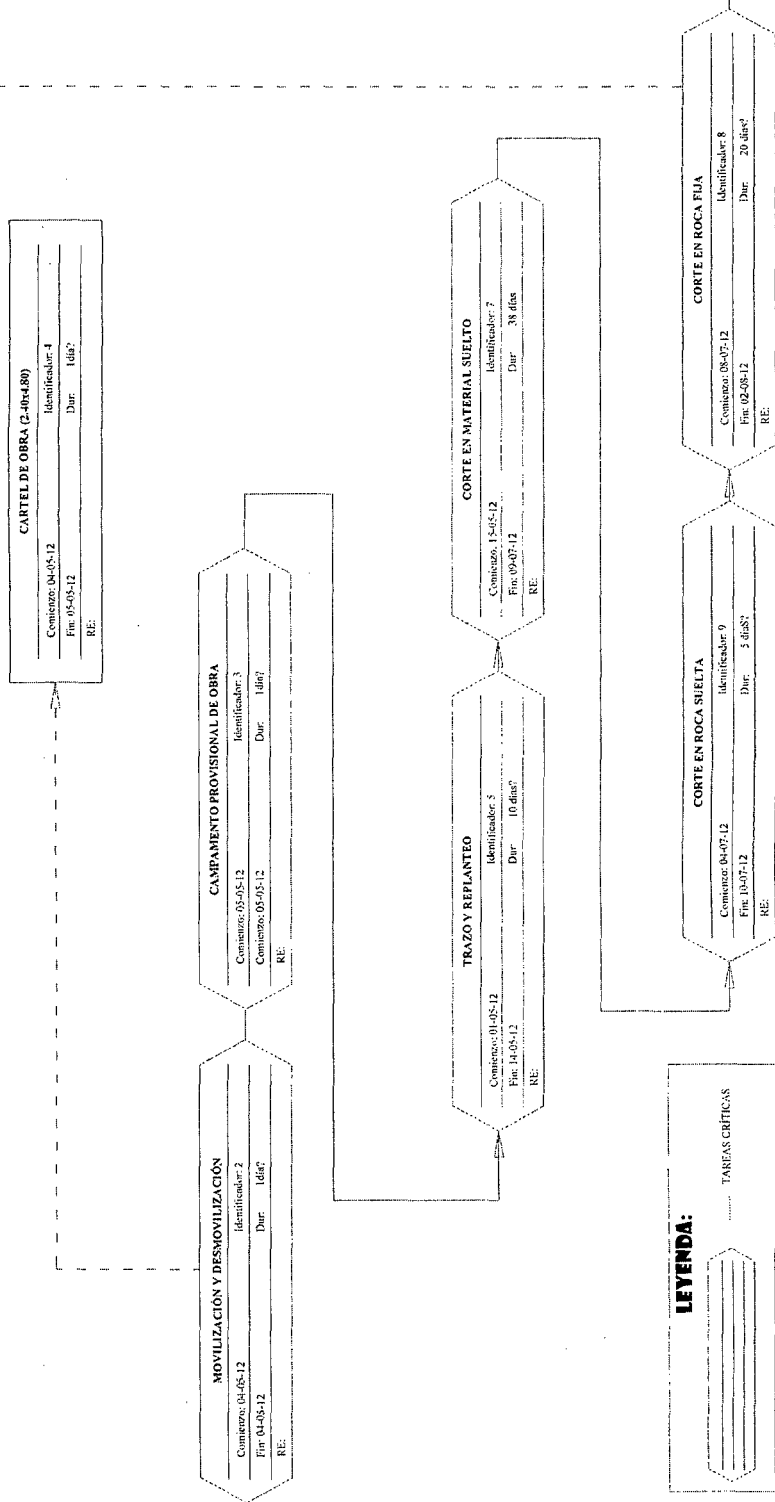 CARTEL DE OBRA (2.40x4.80)
Comienzo: 04-05-12 Identificador: 4
Fin: 05-05-12 Dur: 1dia?
RE:
MOVILIZACIÓN Y DESMOVILIZACIÓN
Comienzo: 04-05-12 Identificador: 2
Fin: 04-05-12 Dur: 1dia?
RE:
CAMPAMENTO PROVISIONAL DE OBRA
Comienzo: 05-05-12 Identificador: 3
Comienzo: 05-05-12 Dur: 1dia?
RE:
TRAZO Y REPLANTEO
Comienzo: 01-05-12 Identificador: 5
Fin: 14-05-12 Dur: 10 dias?
RE:
CORTE EN MATERIAL SUELTO
Comienzo: 15-05-12 Identificador: 7
Fin: 09-07-12 Dur: 38 días
RE:
CORTE EN ROCA SUELTA
Comienzo: 04-07-12 Identificador: 9
Fin: 10-07-12 Dur: 5 diaS?
RE:
CORTE EN ROCA FIJA
Comienzo: 08-07-12 Identificador: 8
Fin: 02-08-12 Dur: 20 dias?
RE:
LEYENDA:
TAREAS CRÍTICAS